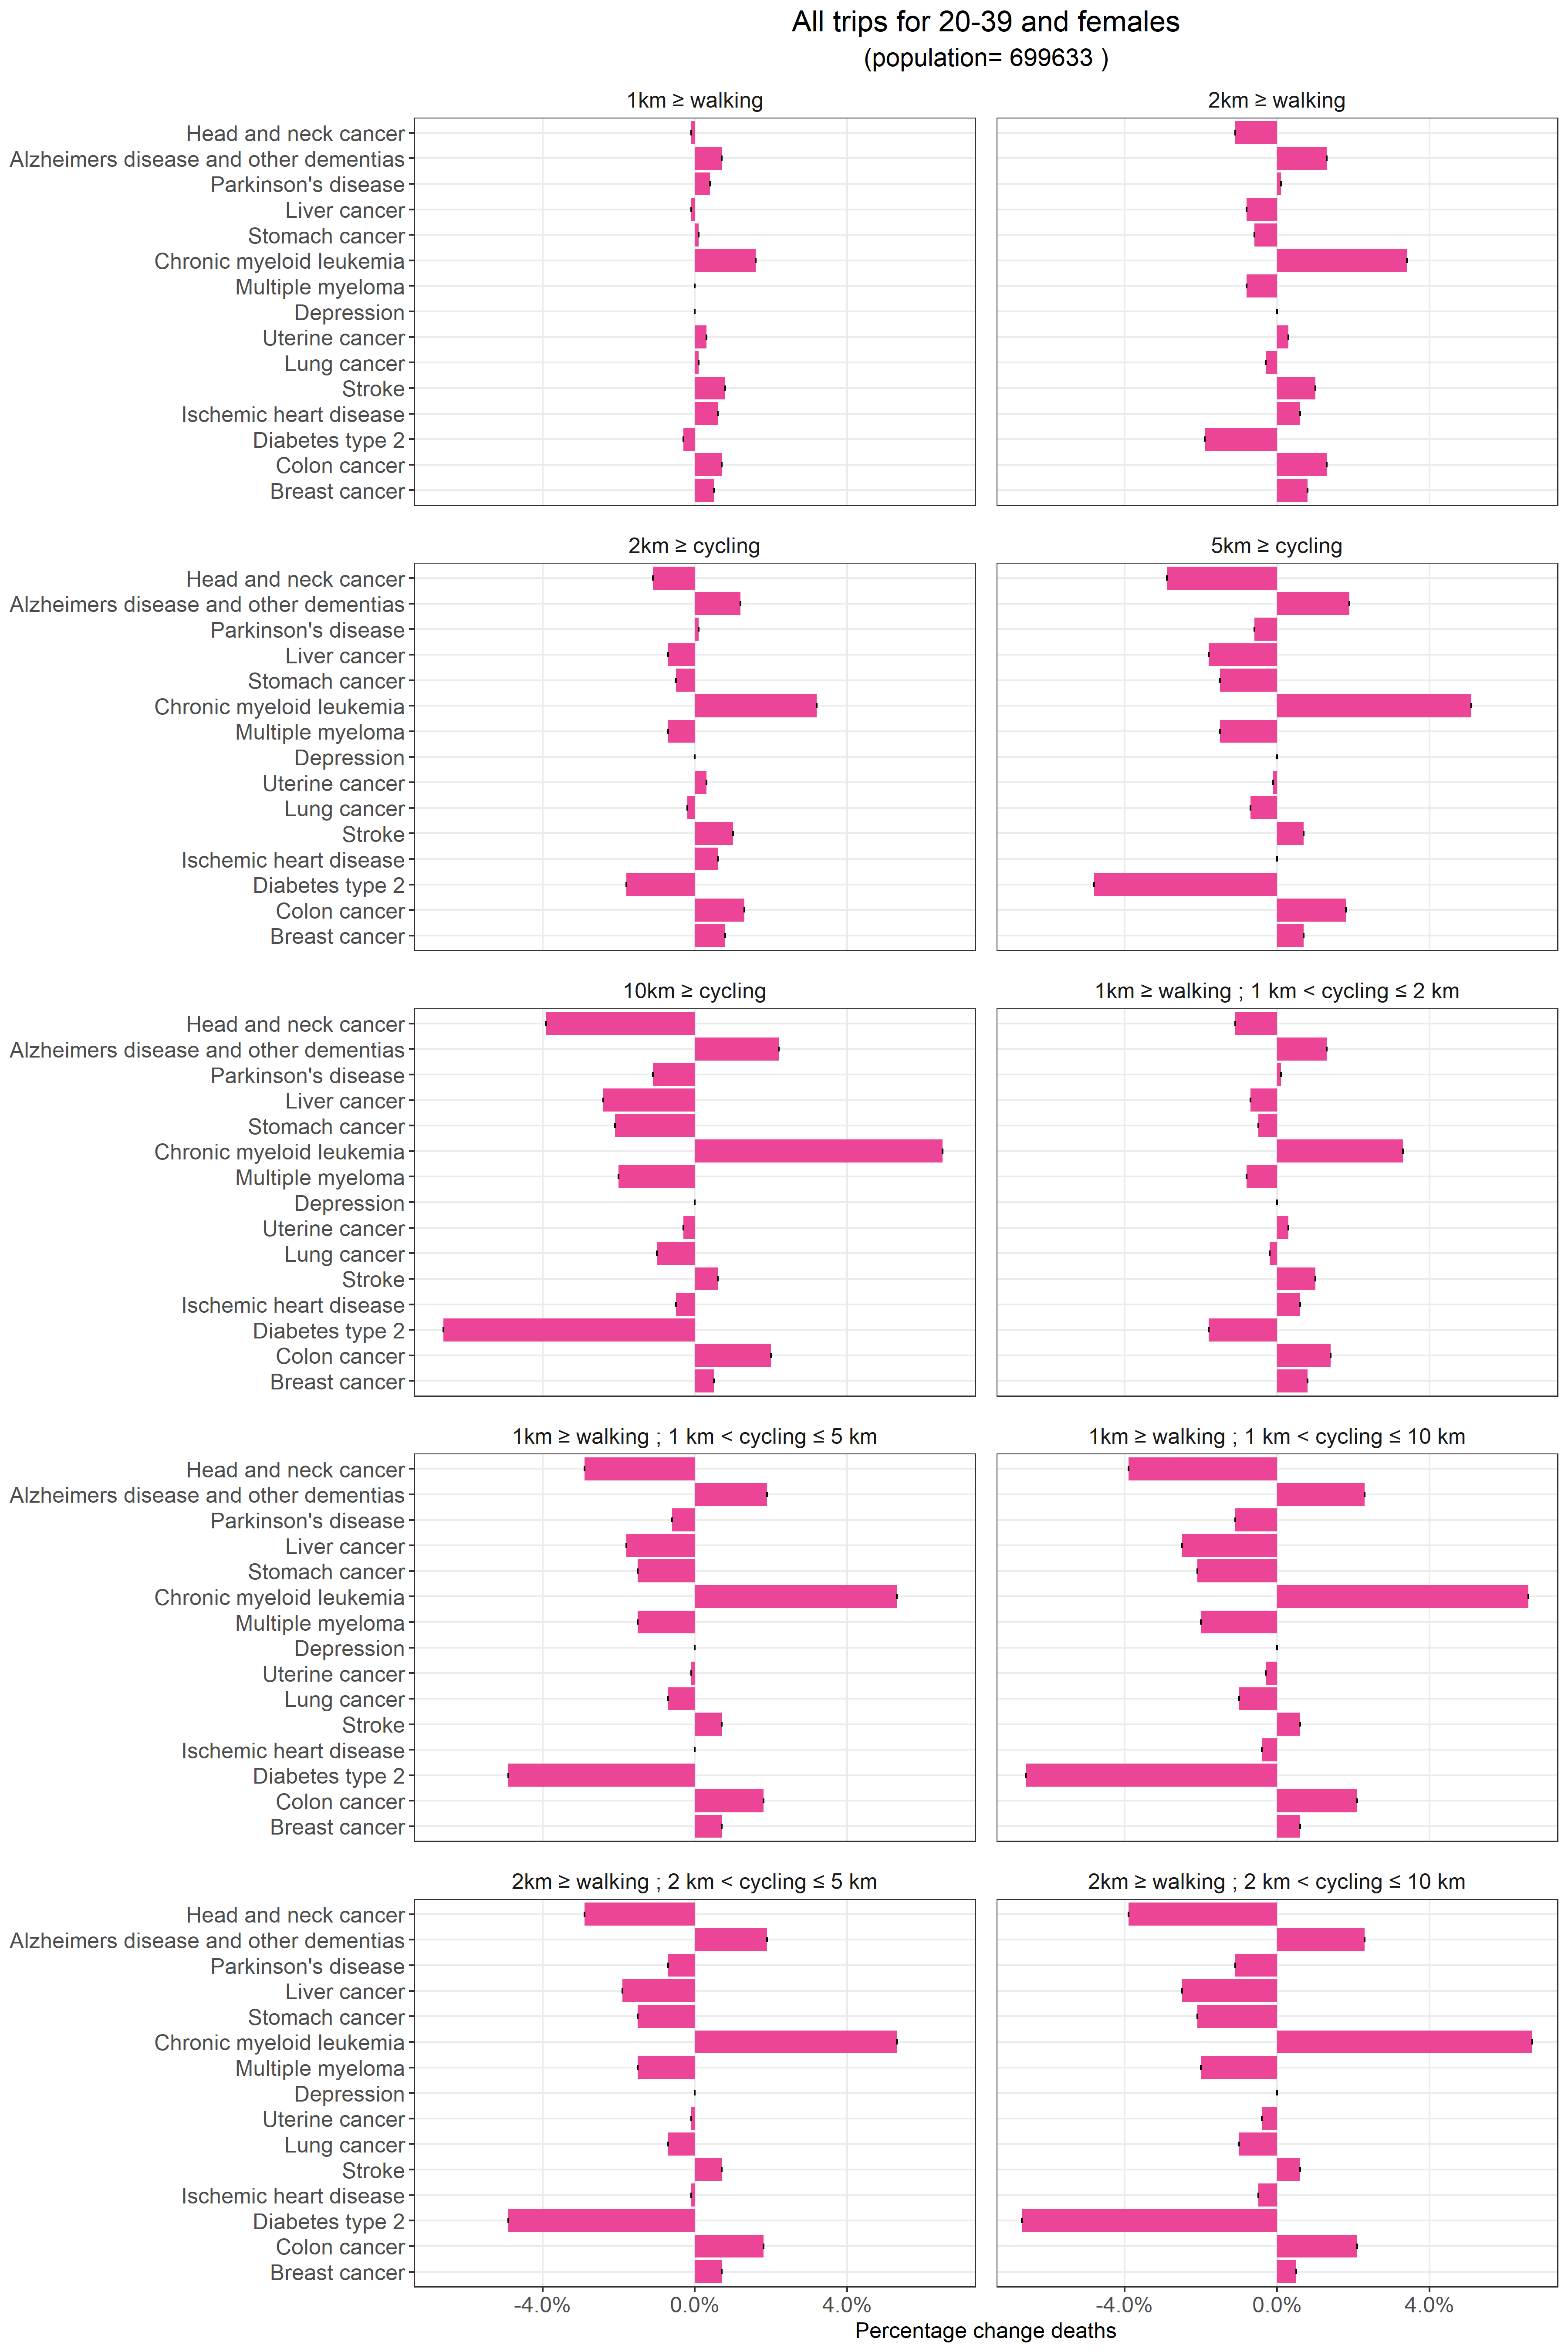 All trips for 20-39 and females
(population= 699633 )
1km ≥ walking
2km ≥ walking
Head and neck cancer
Alzheimers disease and other dementias
Parkinson's disease
Liver cancer
Stomach cancer
Chronic myeloid leukemia
Multiple myeloma
Depression
Uterine cancer
Lung cancer
Stroke
Ischemic heart disease
Diabetes type 2
Colon cancer
Breast cancer
2km ≥ cycling
5km ≥ cycling
Head and neck cancer
Alzheimers disease and other dementias
Parkinson's disease
Liver cancer
Stomach cancer
Chronic myeloid leukemia
Multiple myeloma
Depression
Uterine cancer
Lung cancer
Stroke
Ischemic heart disease
Diabetes type 2
Colon cancer
Breast cancer
10km ≥ cycling
1km ≥ walking ; 1 km < cycling ≤ 2 km
Head and neck cancer
Alzheimers disease and other dementias
Parkinson's disease
Liver cancer
Stomach cancer
Chronic myeloid leukemia
Multiple myeloma
Depression
Uterine cancer
Lung cancer
Stroke
Ischemic heart disease
Diabetes type 2
Colon cancer
Breast cancer
1km ≥ walking ; 1 km < cycling ≤ 5 km
1km ≥ walking ; 1 km < cycling ≤ 10 km
Head and neck cancer
Alzheimers disease and other dementias
Parkinson's disease
Liver cancer
Stomach cancer
Chronic myeloid leukemia
Multiple myeloma
Depression
Uterine cancer
Lung cancer
Stroke
Ischemic heart disease
Diabetes type 2
Colon cancer
Breast cancer
2km ≥ walking ; 2 km < cycling ≤ 5 km
2km ≥ walking ; 2 km < cycling ≤ 10 km
Head and neck cancer
Alzheimers disease and other dementias
Parkinson's disease
Liver cancer
Stomach cancer
Chronic myeloid leukemia
Multiple myeloma
Depression
Uterine cancer
Lung cancer
Stroke
Ischemic heart disease
Diabetes type 2
Colon cancer
Breast cancer
-4.0% 0.0% 4.0%
-4.0% 0.0% 4.0%
Percentage change deaths